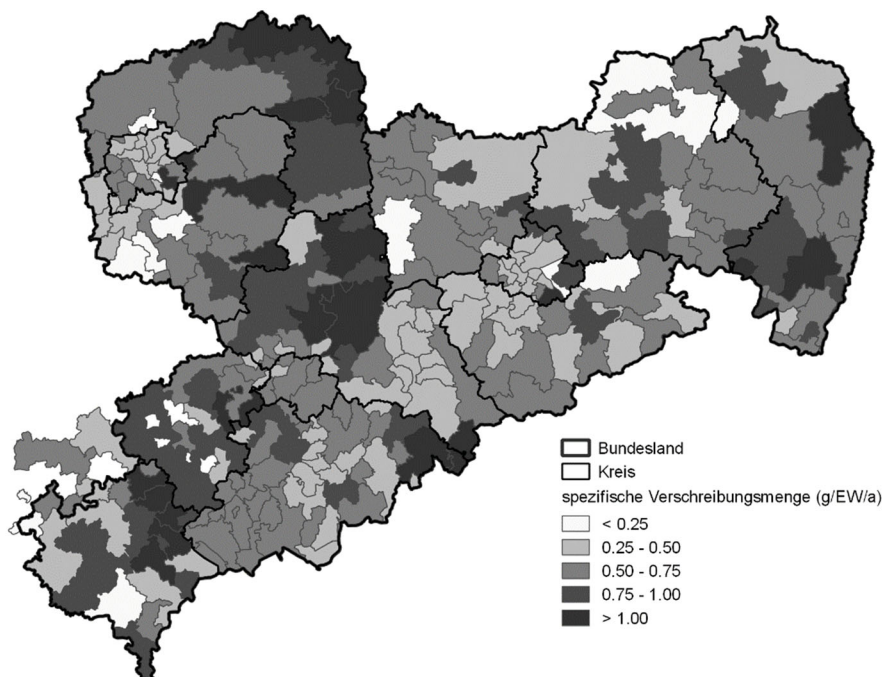 Bundesland
Kreis
spezifische Verschreibungsmenge (g/EW/a)
< 0.25
0.25 - 0.50
0.50 - 0.75
0.75 - 1.00
> 1.00